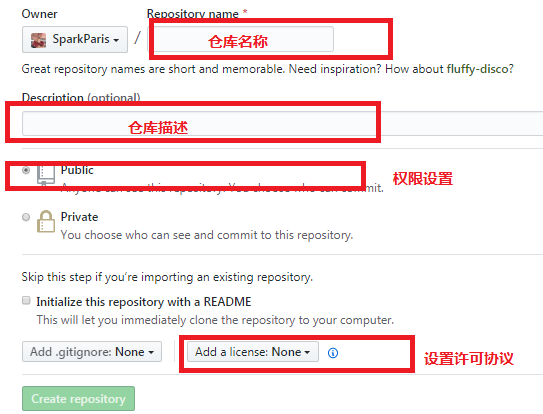 Owner
Repository name *
SparkParis
/
仓库名称
Great repository names are short and memorable. Need inspiration? How about fluffy-disco?
Description (optional)
仓库描述
Public
权限设置
Anyone can see this repository. You choose who can commit.
Private
You choose who can see and commit to this repository.
Skip this step if you’re importing an existing repository.
Initialize this repository with a README
This will let you immediately clone the repository to your computer.
Add .gitignore: None
Add a license: None
设置许可协议
Create repository